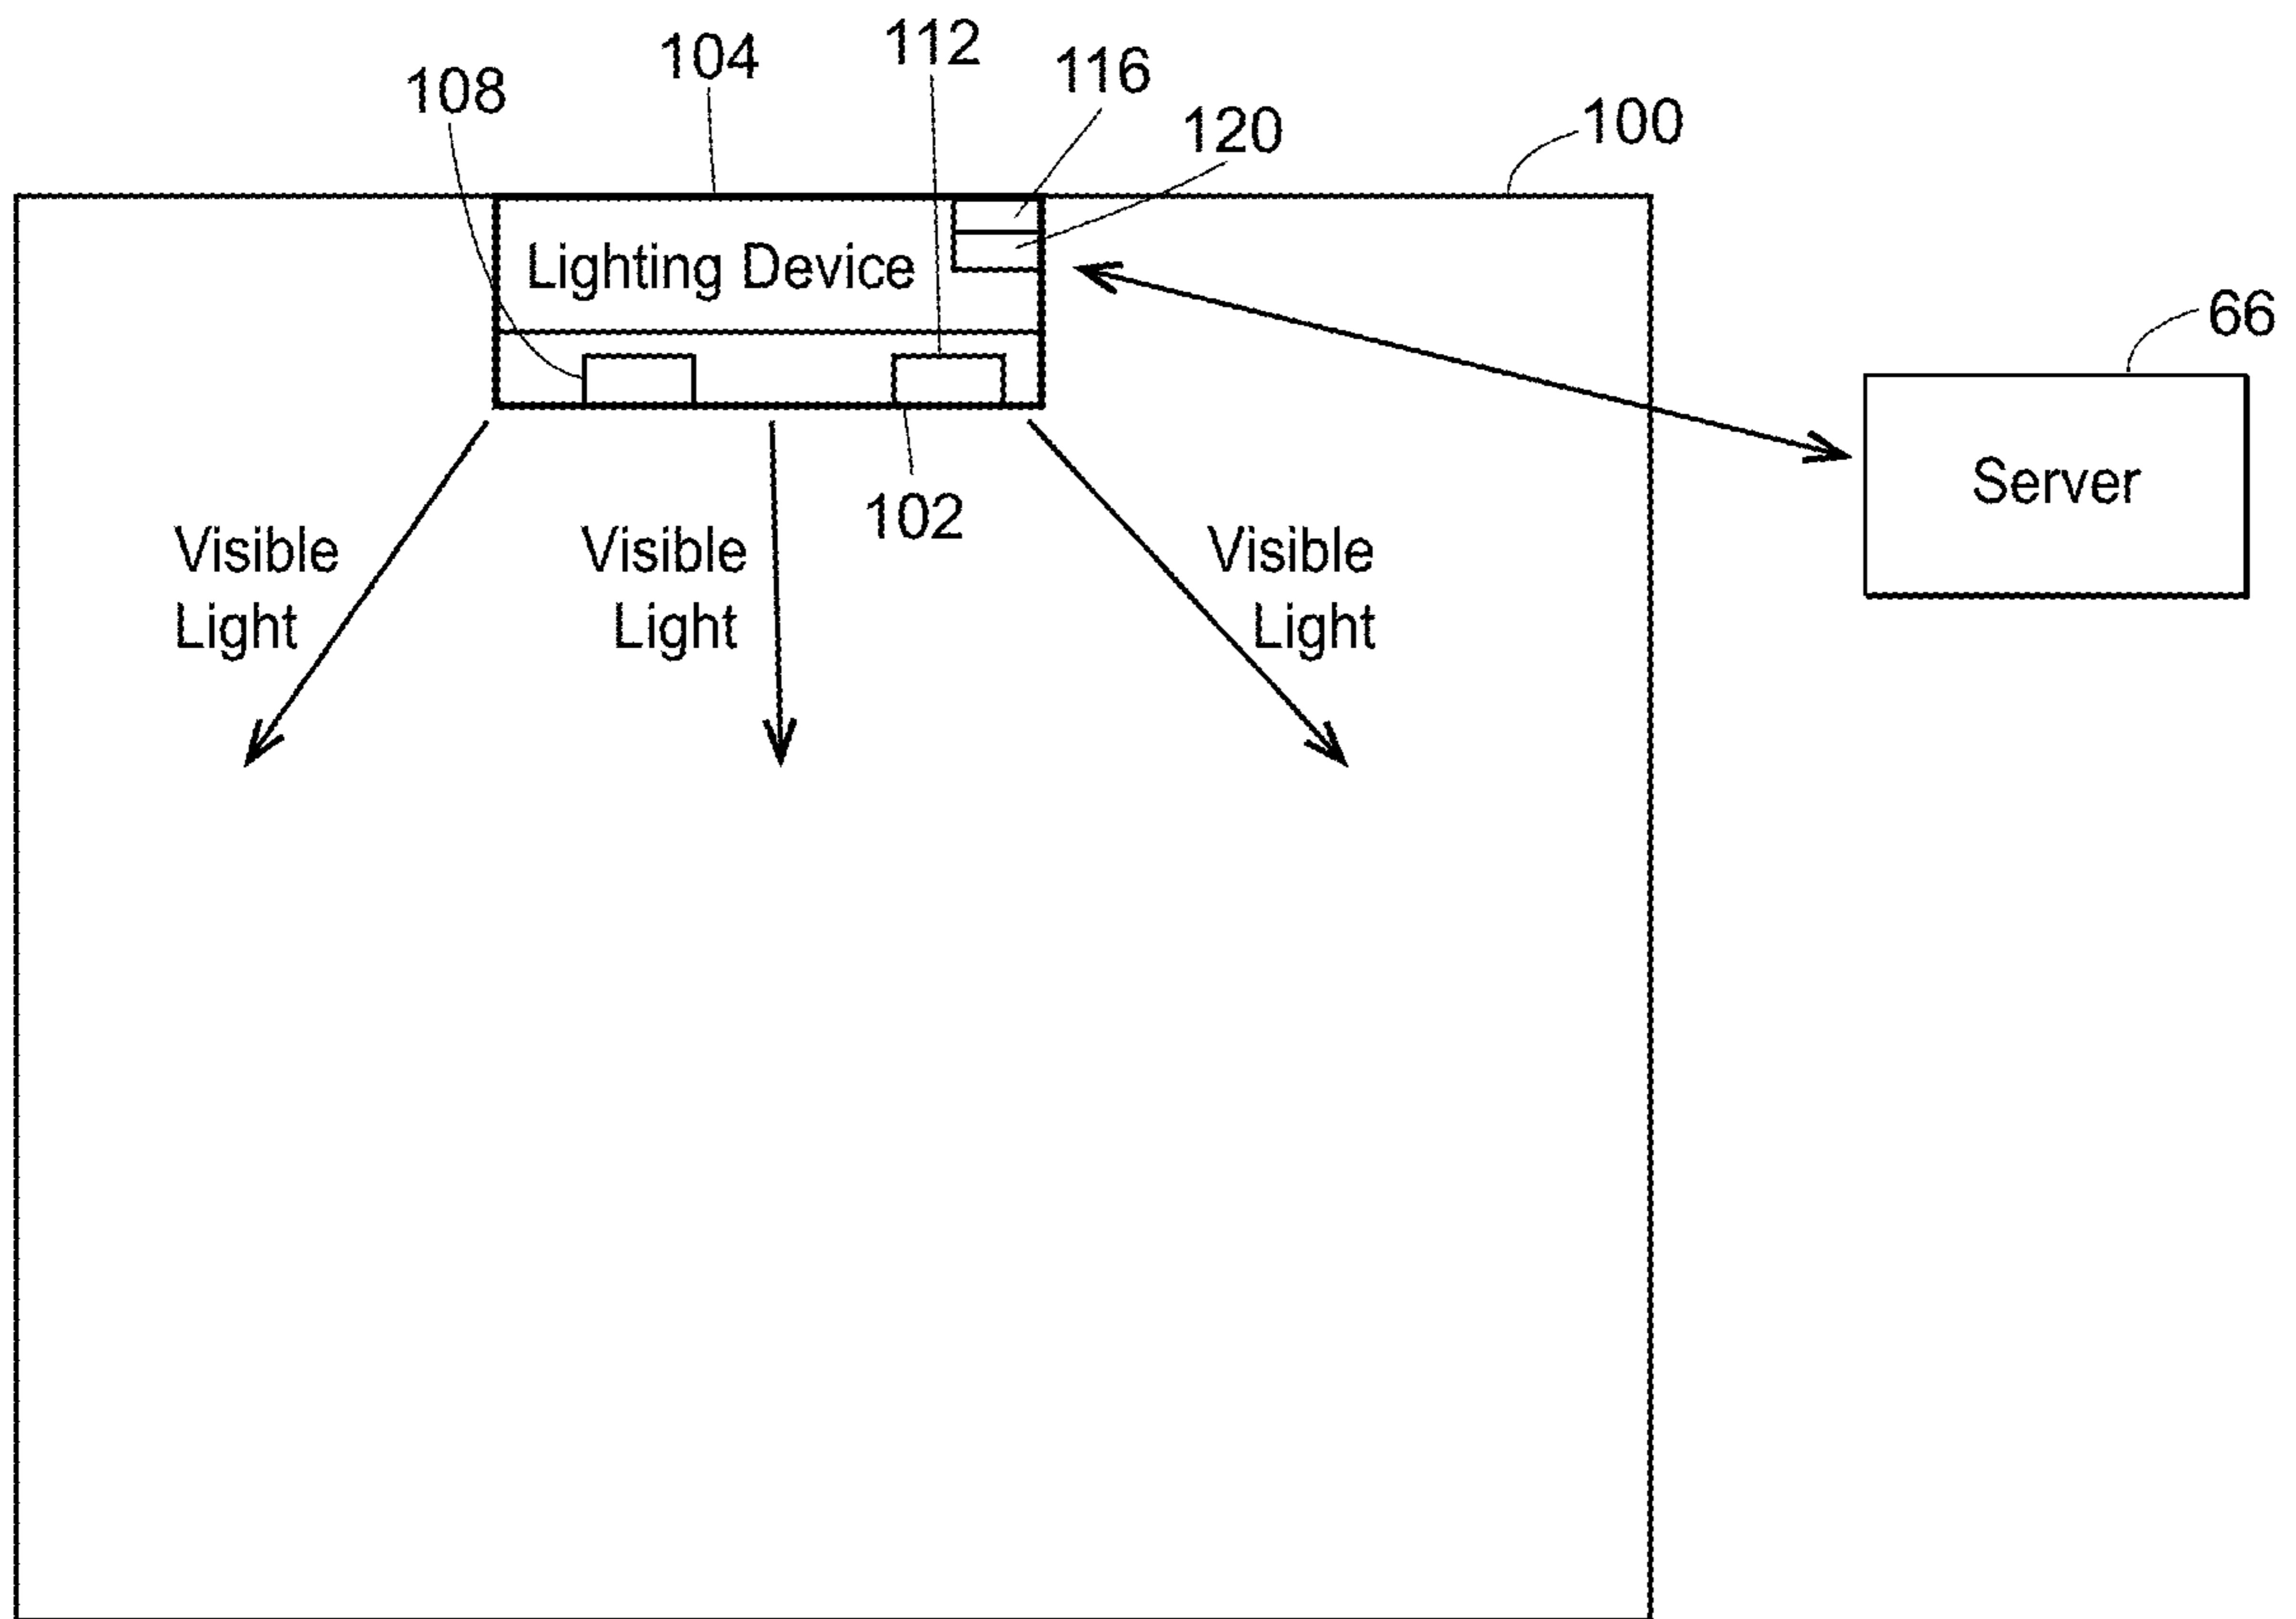 104
112
116
108
120
100
Lighting Device
66
Server
102
Visible
Light
Visible
Light
Visible
Light